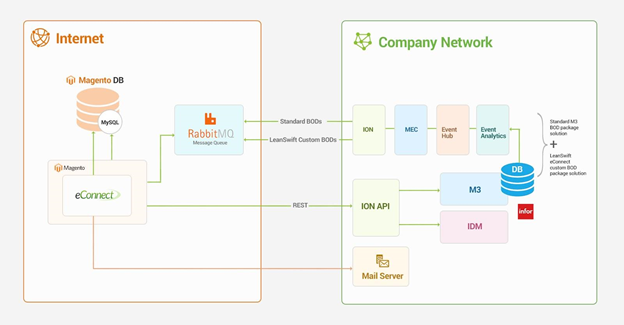 Internet
Magento DB
MySQL
RabbitMQ
Message Queue
Magento
eConnect
Standard BODs
LeanSwift Custom BODs
REST
Company Network
ION
MEC
Event
Hub
Event
Analytics
DB
Standard M3
BOD package
solution
+
LeanSwift
eConnect
custom BOD
package solution
ION API
M3
infor
IDM
Mail Server